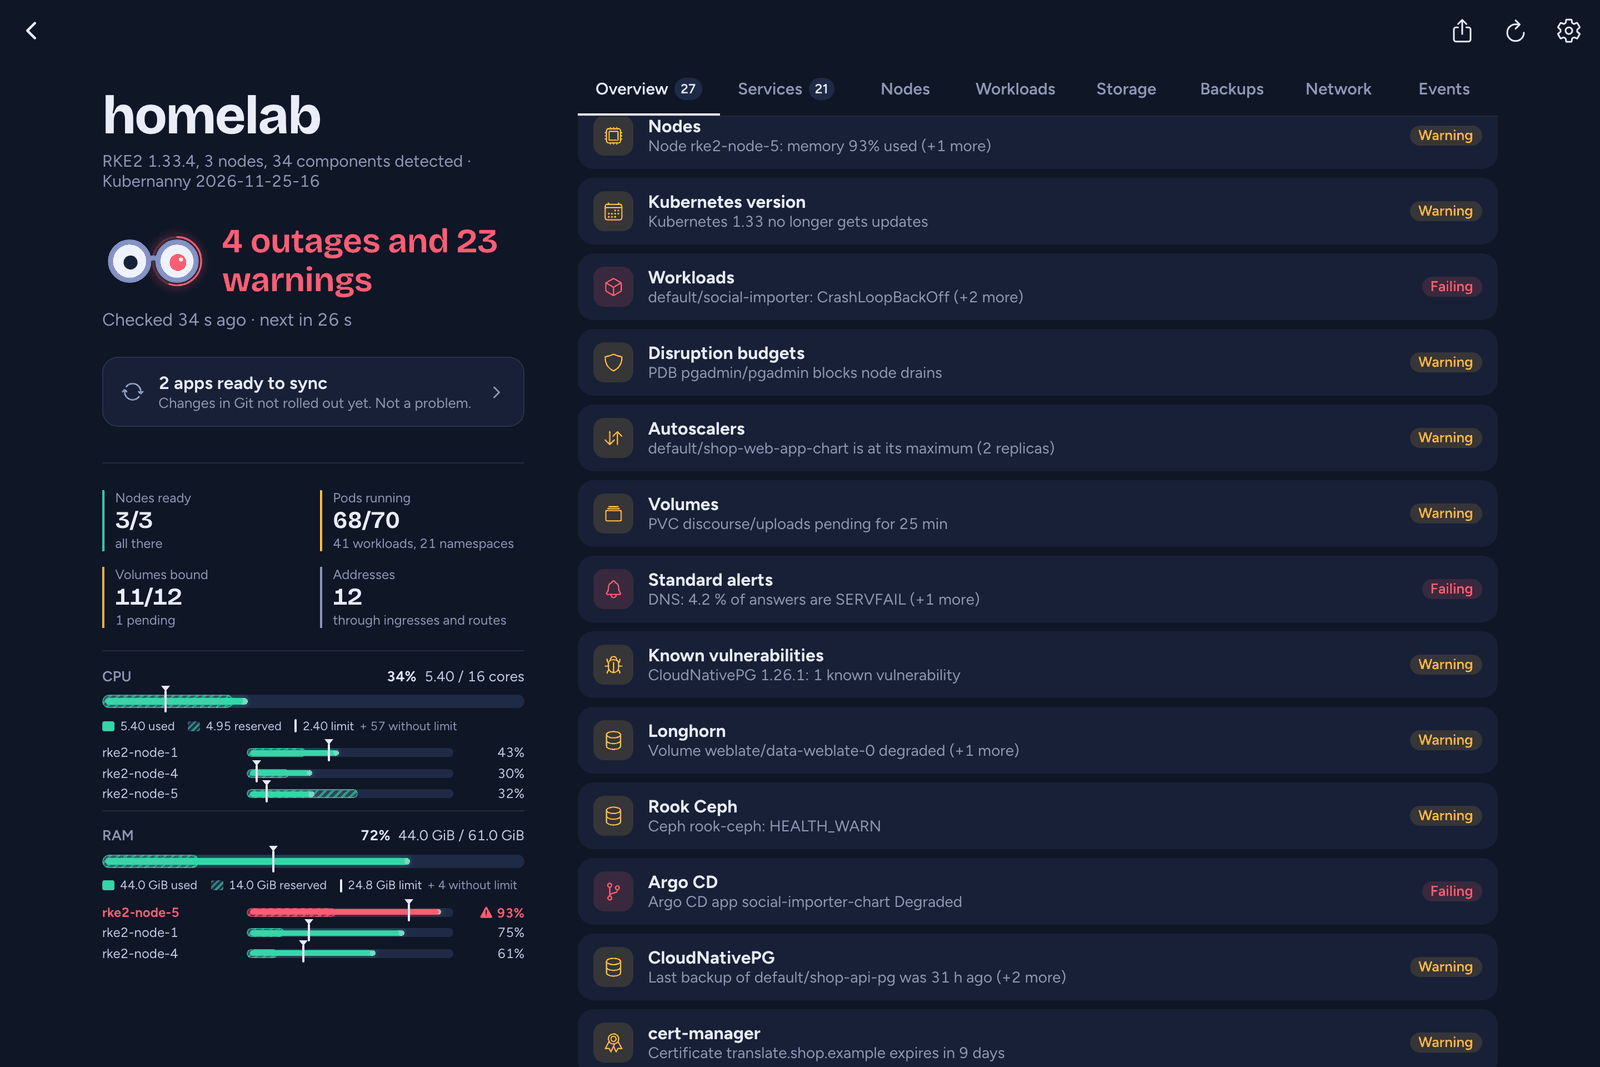 homelab
RKE2 1.33.4, 3 nodes, 34 components detected ·
Kubernanny 2026-11-25-16
4 outages and 23
warnings
Checked 34 s ago · next in 26 s
2 apps ready to sync
Changes in Git not rolled out yet. Not a problem.
Nodes ready
3/3
all there
Pods running
68/70
41 workloads, 21 namespaces
Volumes bound
11/12
1 pending
Addresses
12
through ingresses and routes
CPU 34% 5.40 / 16 cores
5.40 used 4.95 reserved 2.40 limit + 57 without limit
rke2-node-1 43%
rke2-node-4 30%
rke2-node-5 32%
RAM 72% 44.0 GiB / 61.0 GiB
44.0 GiB used 14.0 GiB reserved 24.8 GiB limit + 4 without limit
rke2-node-5 93%
rke2-node-1 75%
rke2-node-4 61%
Overview 27 Services 21 Nodes Workloads Storage Backups Network Events
Nodes
Node rke2-node-5: memory 93% used (+1 more)
Warning
Kubernetes version
Kubernetes 1.33 no longer gets updates
Warning
Workloads
default/social-importer: CrashLoopBackOff (+2 more)
Failing
Disruption budgets
PDB pgadmin/pgadmin blocks node drains
Warning
Autoscalers
default/shop-web-app-chart is at its maximum (2 replicas)
Warning
Volumes
PVC discourse/uploads pending for 25 min
Warning
Standard alerts
DNS: 4.2 % of answers are SERVFAIL (+1 more)
Failing
Known vulnerabilities
CloudNativePG 1.26.1: 1 known vulnerability
Warning
Longhorn
Volume weblate/data-weblate-0 degraded (+1 more)
Warning
Rook Ceph
Ceph rook-ceph: HEALTH_WARN
Warning
Argo CD
Argo CD app social-importer-chart Degraded
Failing
CloudNativePG
Last backup of default/shop-api-pg was 31 h ago (+2 more)
Warning
cert-manager
Certificate translate.shop.example expires in 9 days
Warning